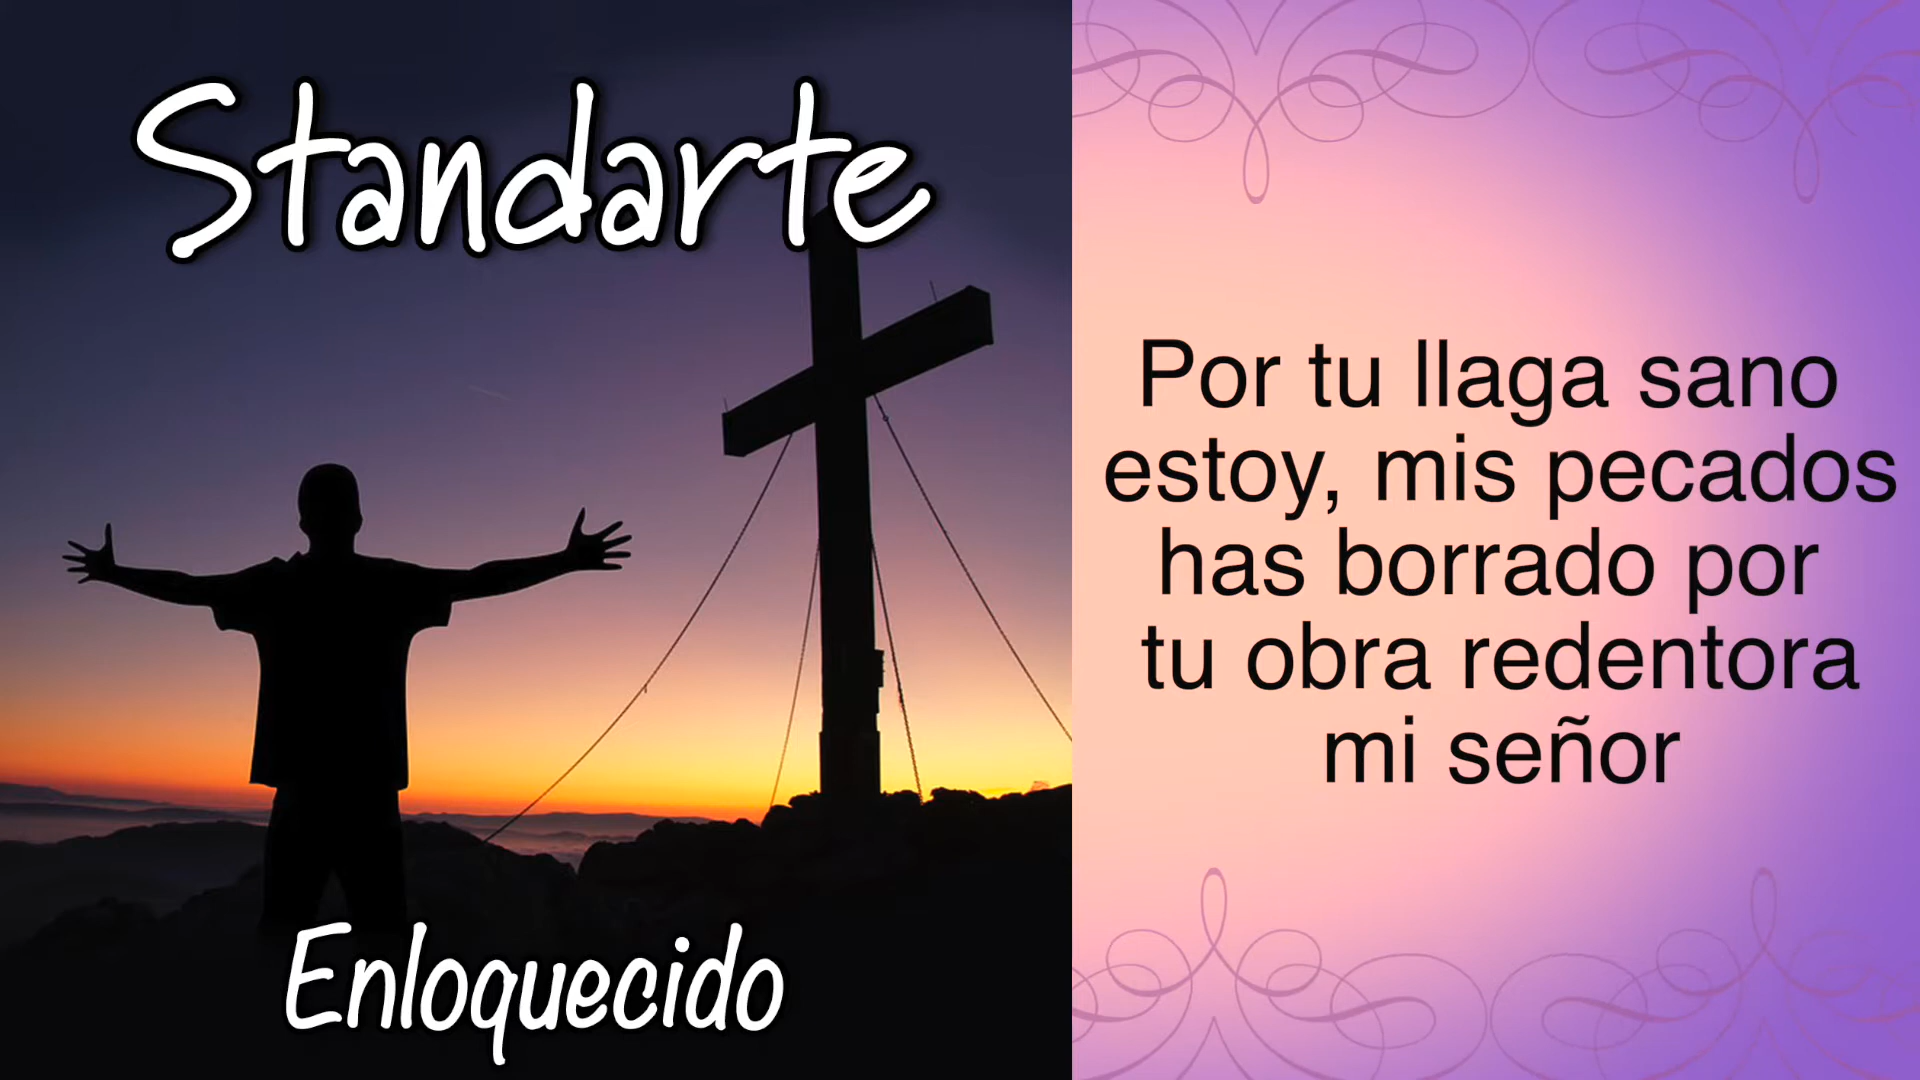 Standarte
Enloquecido
Por tu llaga sano
estoy, mis pecados
has borrado por
tu obra redentora
mi señor